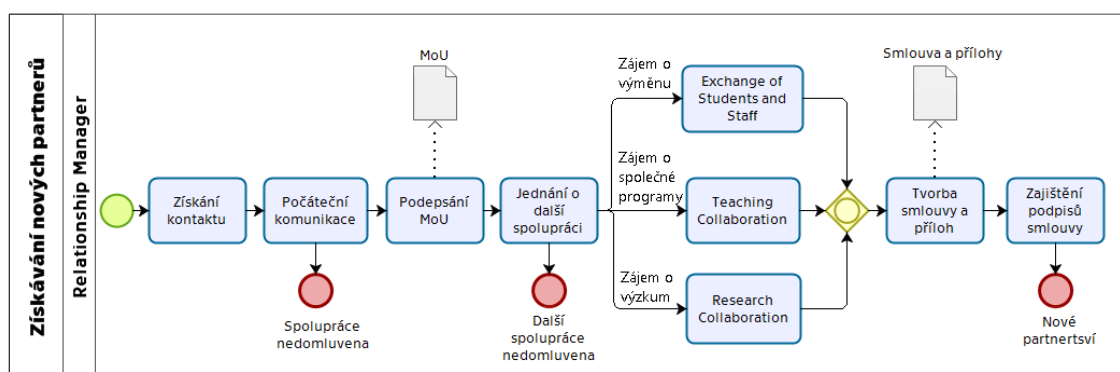 Získávání nových partnerů
Relationship Manager
MoU
Smlouva a přílohy
Zájem o
výměnu
Exchange of
Students and
Staff
Získání
kontaktu
Počáteční
komunikace
Podepsání
MoU
Jednání o
další
spolupráci
Zájem o
společné
programy
Teaching
Collaboration
Tvorba
smlouvy a
příloh
Zajištění
podpisů
smlouvy
Zájem o
výzkum
Research
Collaboration
Spolupráce
nedomluvena
Další
spolupráce
nedomluvena
Nové
partnertsví